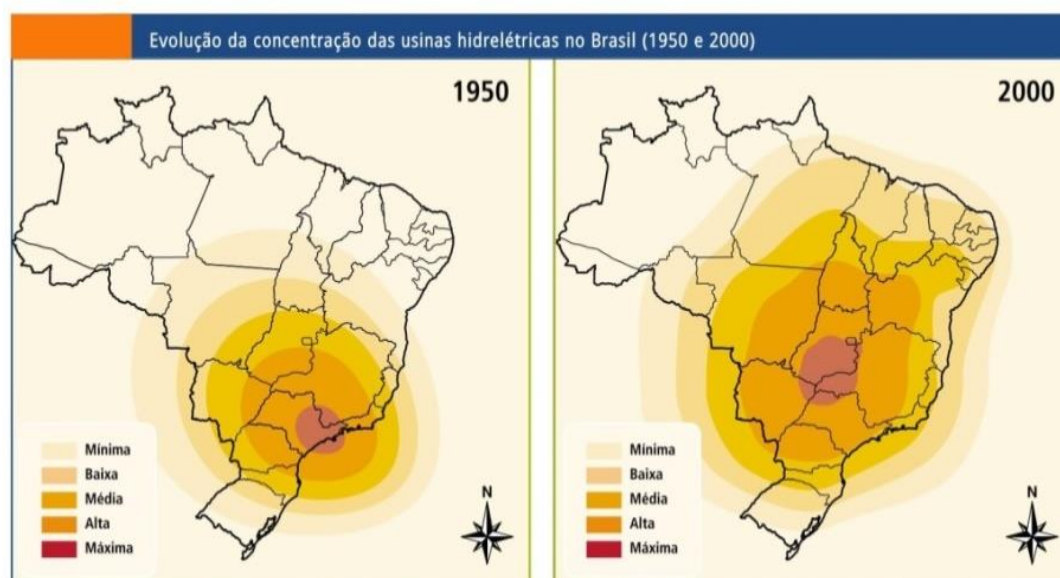 Evolução da concentração das usinas hidrelétricas no Brasil (1950 e 2000)
1950
Mínima
Baixa
Média
Alta
Máxima
N
2000
Mínima
Baixa
Média
Alta
Máxima
N